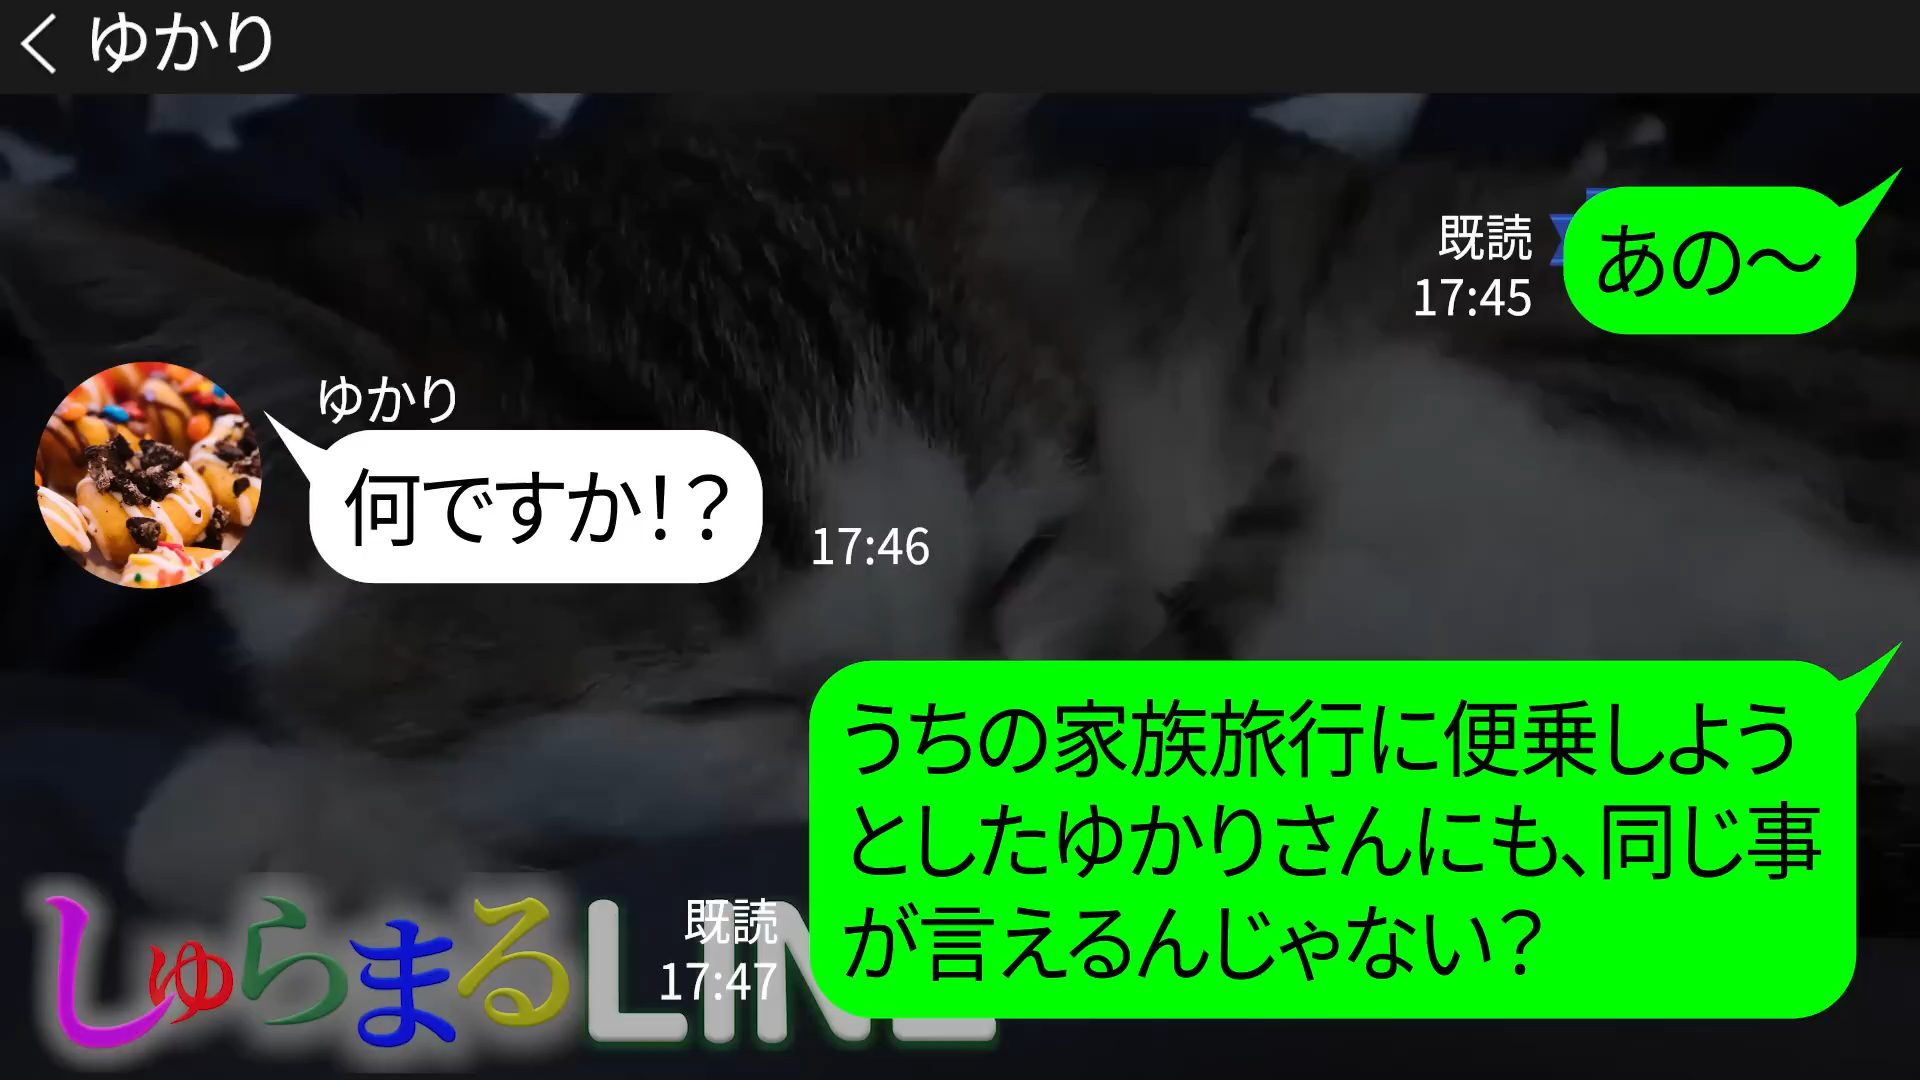 ゆかり
あの〜
既読
17:45
ゆかり
何ですか!?
17:46
うちの家族旅行に便乗しよう
としたゆかりさんにも、同じ事
が言えるんじゃない?
既読
17:47
しゅらまるLINE